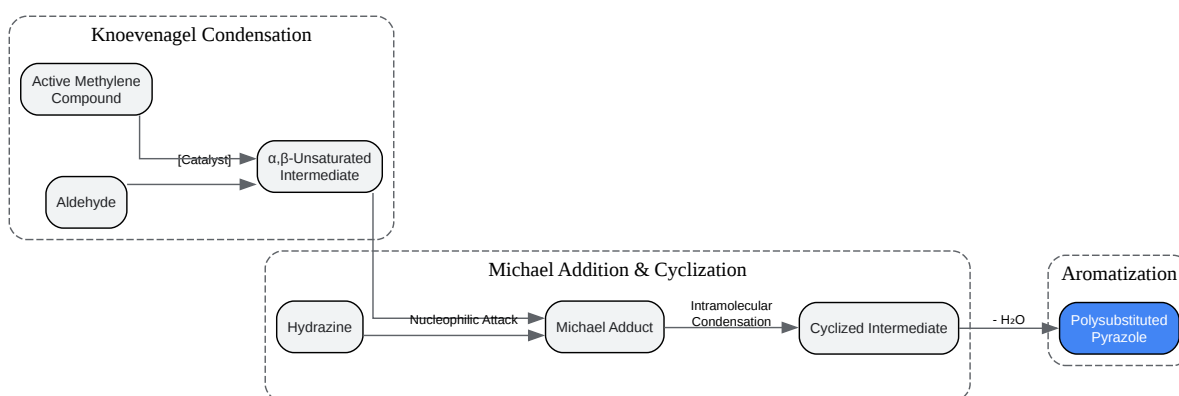 Knoevenagel Condensation
Active Methylene
Compound
[Catalyst]
α,β-Unsaturated
Intermediate
Aldehyde
Michael Addition & Cyclization
Aromatization
Hydrazine
Nucleophilic Attack
Michael Adduct
Intramolecular
Condensation
Cyclized Intermediate
- H₂O
Polysubstituted
Pyrazole